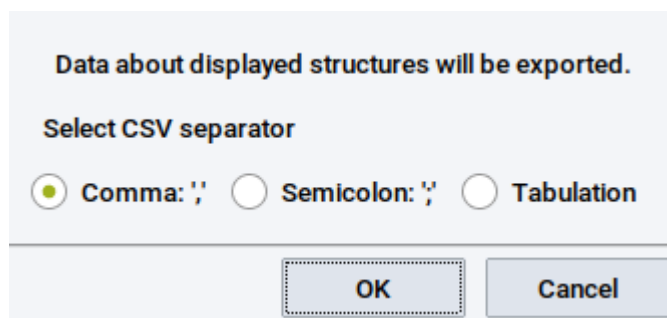 Data about displayed structures will be exported.
Select CSV separator
Comma: ',' Semicolon: ';' Tabulation
OK Cancel